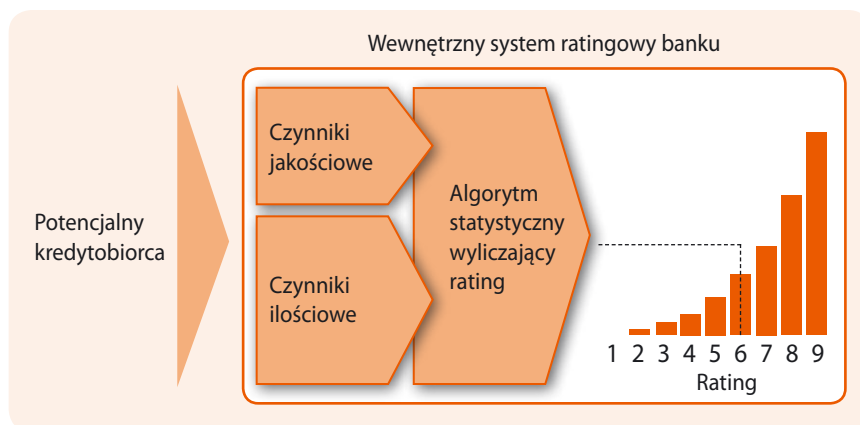 Wewnętrzny system ratingowy banku
Potencjalny
kredytobiorca
Czynniki
jakościowe
Czynniki
ilościowe
Algorytm
statystyczny
wyliczający
rating
1 2 3 4 5 6 7 8 9
Rating